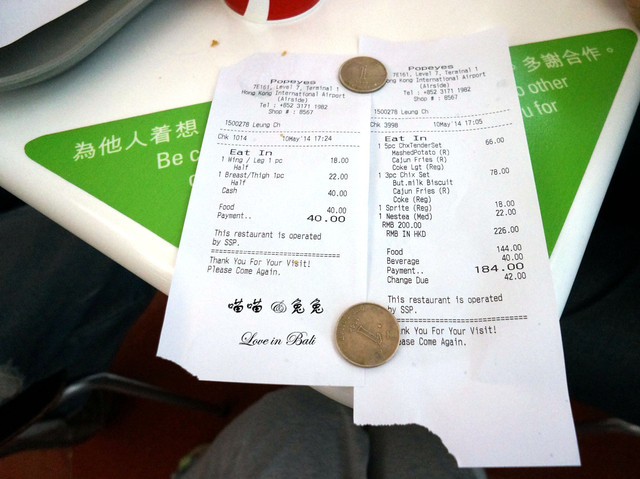 為他人着想
Be c
多謝合作。
o other
u for
Popeyes
7E161, Level 7, Terminal 1
Hong Kong International Airport
(Airside)
Tel : +852 3171 1982
Shop # : 8567
1500278 Leung Ch
Chk 1014 10May'14 17:24
Eat In
1 Wing / Leg 1 pc 18.00
Half
1 Breast/Thigh 1pc 22.00
Half
Cash 40.00
Food 40.00
Payment.. 40.00
This restaurant is operated
by SSP.
Thank You For Your Visit!
Please Come Again.
喵喵@兔兔
Love in Bali
Popeyes
7E161, Level 7, Terminal 1
ong Kong International Airport
(Airside)
Tel : +852 3171 1982
Shop # : 8567
1500278 Leung Ch
Chk 3998 10May'14 17:05
Eat In
1 5pc ChxTenderSet 66.00
MashedPotato (R)
Cajun Fries (R)
Coke Lgt (Reg)
1 3pc Chix Set 78.00
But.milk Biscuit
Cajun Fries (R)
Coke (Reg)
1 Sprite (Reg) 18.00
1 Nestea (Med) 22.00
RMB 200.00
RMB IN HKD 226.00
Food 144.00
Beverage 40.00
Payment.. 184.00
Change Due 42.00
This restaurant is operated
by SSP.
nk You For Your Visit!
ase Come Again.